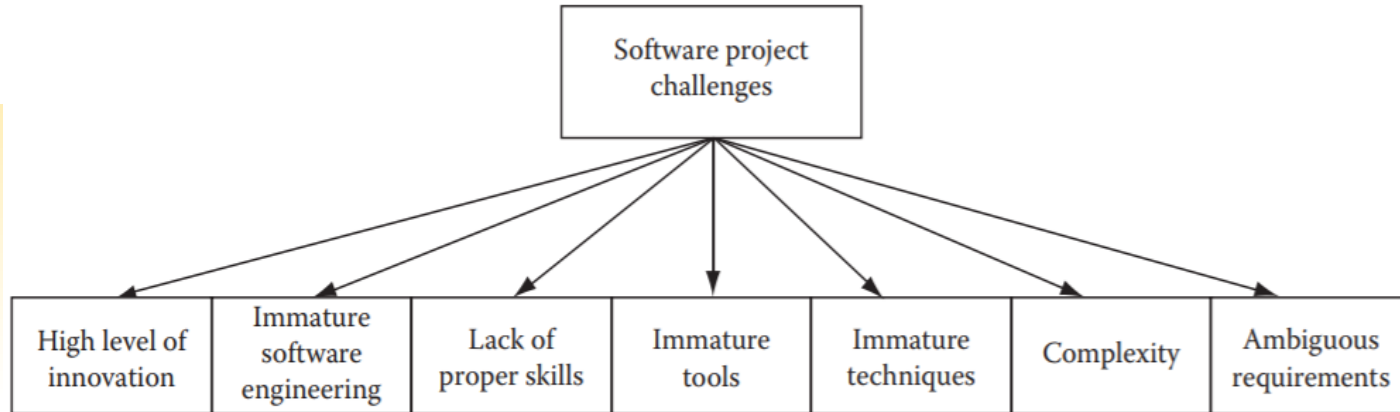 Software project
challenges
High level of
innovation
Immature
software
engineering
Lack of
proper skills
Immature
tools
Immature
techniques
Complexity
Ambiguous
requirements